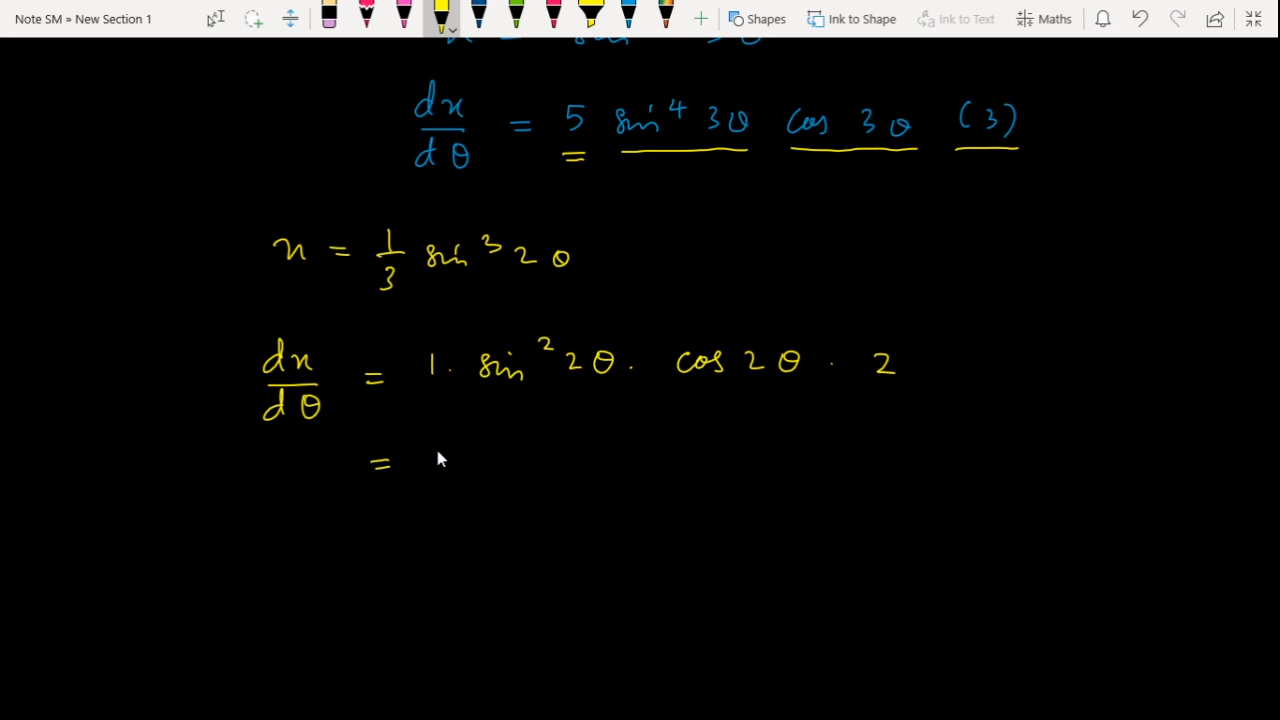 Note SM » New Section 1
Shapes
Ink to Shape
Ink to Text
Maths
dx/dθ = 5 sin⁴ 3θ cos 3θ (3)
x = 1/3 sin³ 2θ
dx/dθ = 1. sin² 2θ. cos 2θ . 2
=